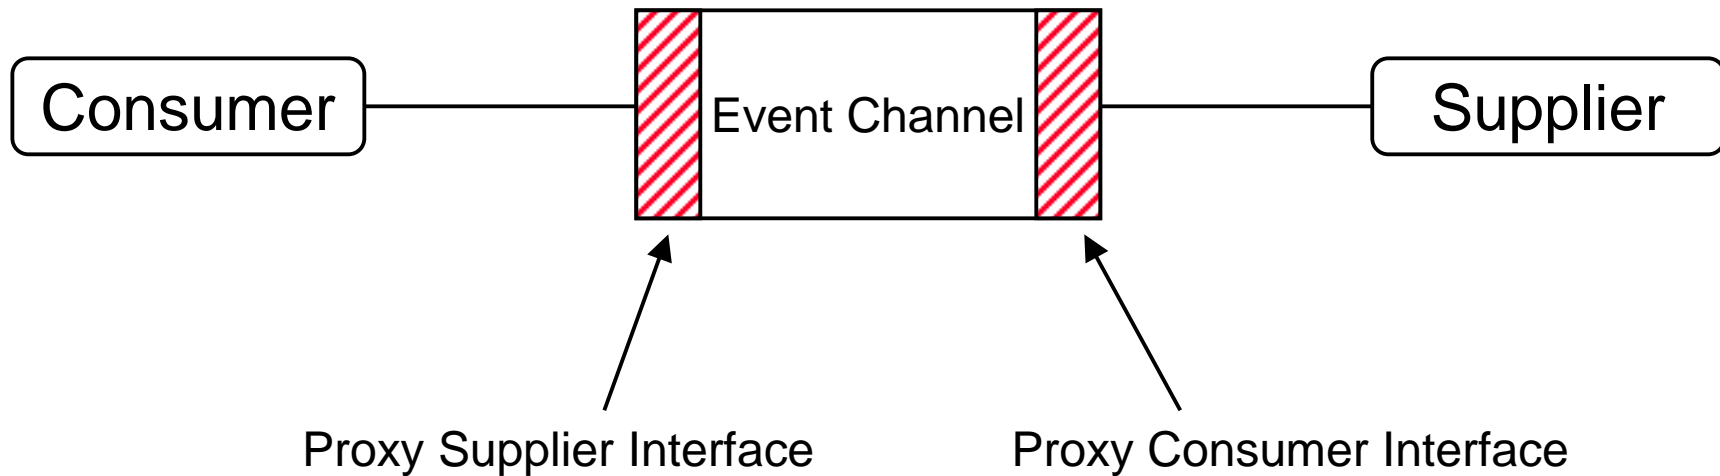 Consumer
Event Channel
Supplier
Proxy Supplier Interface
Proxy Consumer Interface